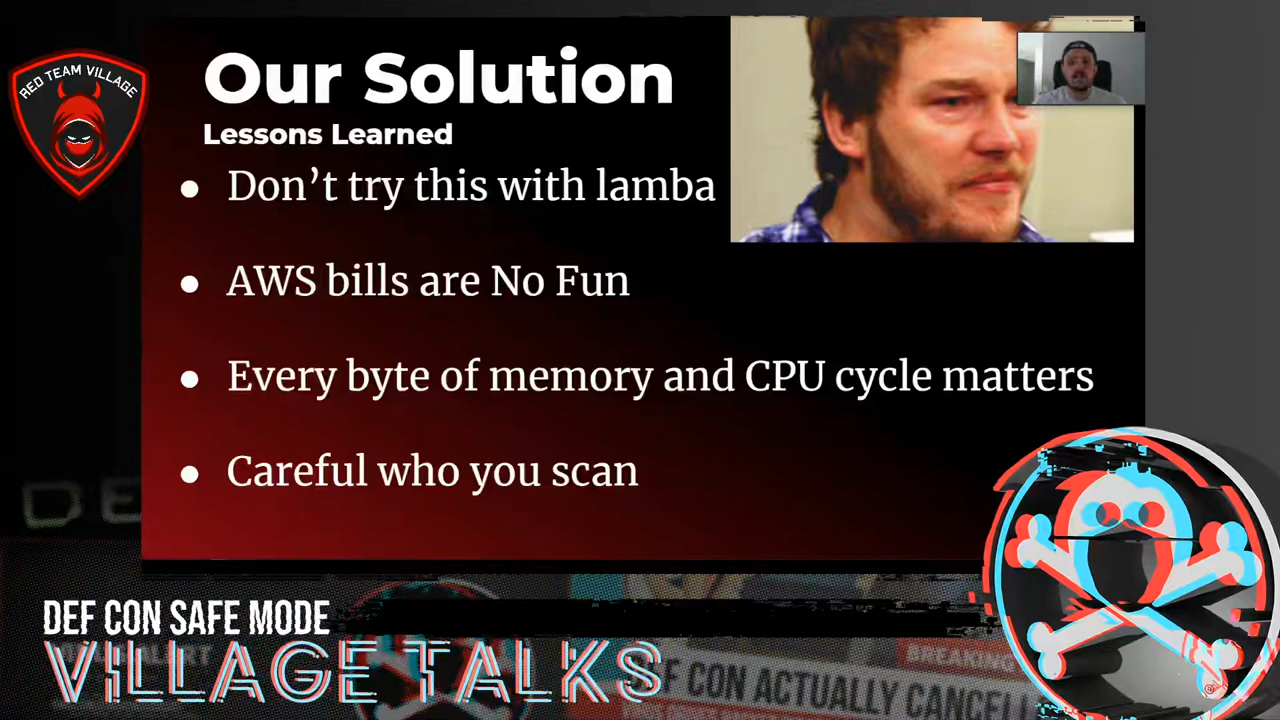 RED TEAM VILLAGE
Our Solution
Lessons Learned
● Don’t try this with lamba
● AWS bills are No Fun
● Every byte of memory and CPU cycle matters
● Careful who you scan
DEF CON SAFE MODE
VILLAGE TALKS
BREAKING
DEF CON ACTUALLY CANCELL